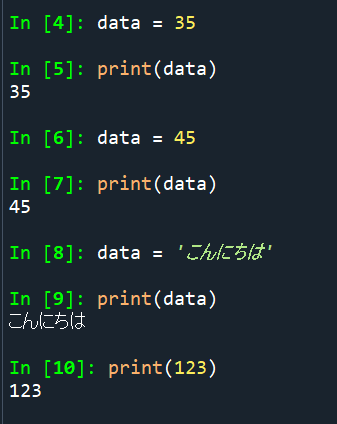 In [4]: data = 35
In [5]: print(data)
35
In [6]: data = 45
In [7]: print(data)
45
In [8]: data = 'こんにちは'
In [9]: print(data)
こんにちは
In [10]: print(123)
123